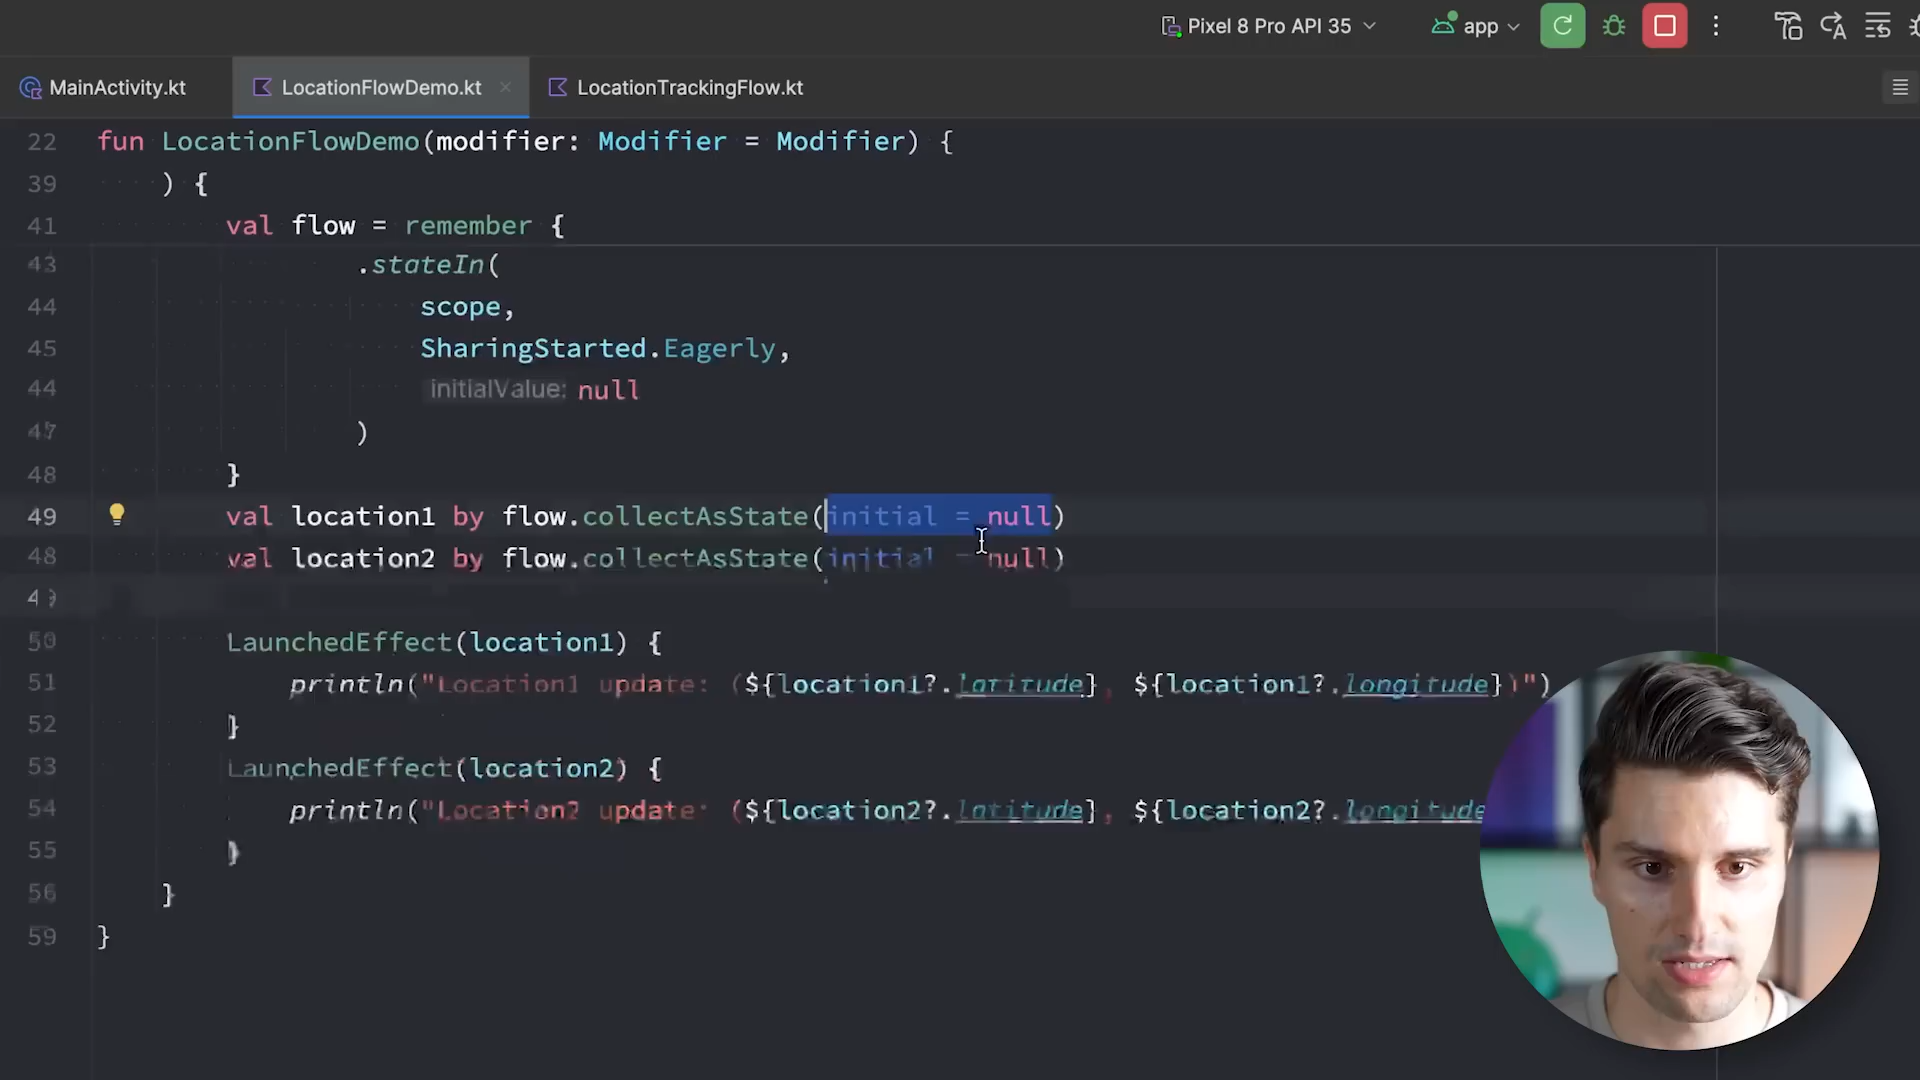 Pixel 8 Pro API 35
app
MainActivity.kt
LocationFlowDemo.kt
LocationTrackingFlow.kt
22 fun LocationFlowDemo(modifier: Modifier = Modifier) {
39 ) {
41 val flow = remember {
43 .stateIn(
44 scope,
45 SharingStarted.Eagerly,
44 initialValue: null
47 )
48 }
49 val location1 by flow.collectAsState(initial = null)
48 val location2 by flow.collectAsState(initial = null)
50 LaunchedEffect(location1) {
51 println("Location1 update: (${location1?.latitude}, ${location1?.longitude})")
52 }
53 LaunchedEffect(location2) {
54 println("Location2 update: (${location2?.latitude}, ${location2?.longitude
55 }
56 }
59 }